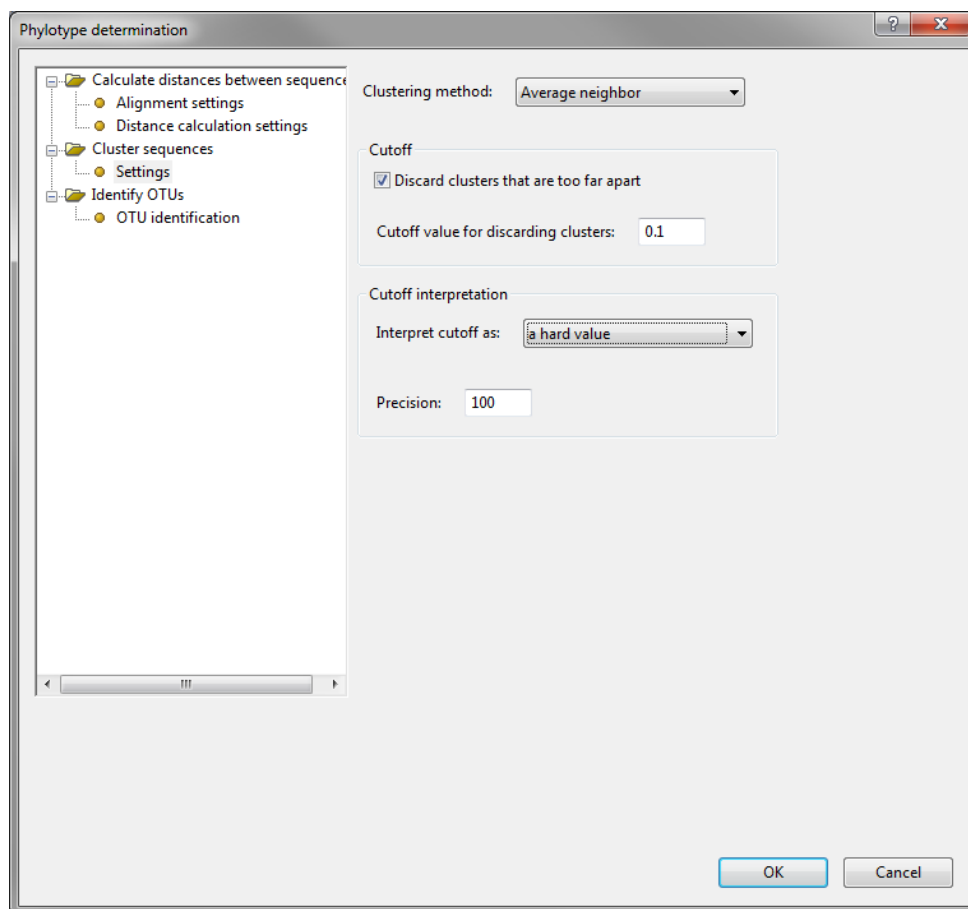 Phylotype determination
Calculate distances between sequence
Alignment settings
Distance calculation settings
Cluster sequences
Settings
Identify OTUs
OTU identification
Clustering method: Average neighbor
Cutoff
Discard clusters that are too far apart
Cutoff value for discarding clusters: 0.1
Cutoff interpretation
Interpret cutoff as: a hard value
Precision: 100
OK Cancel